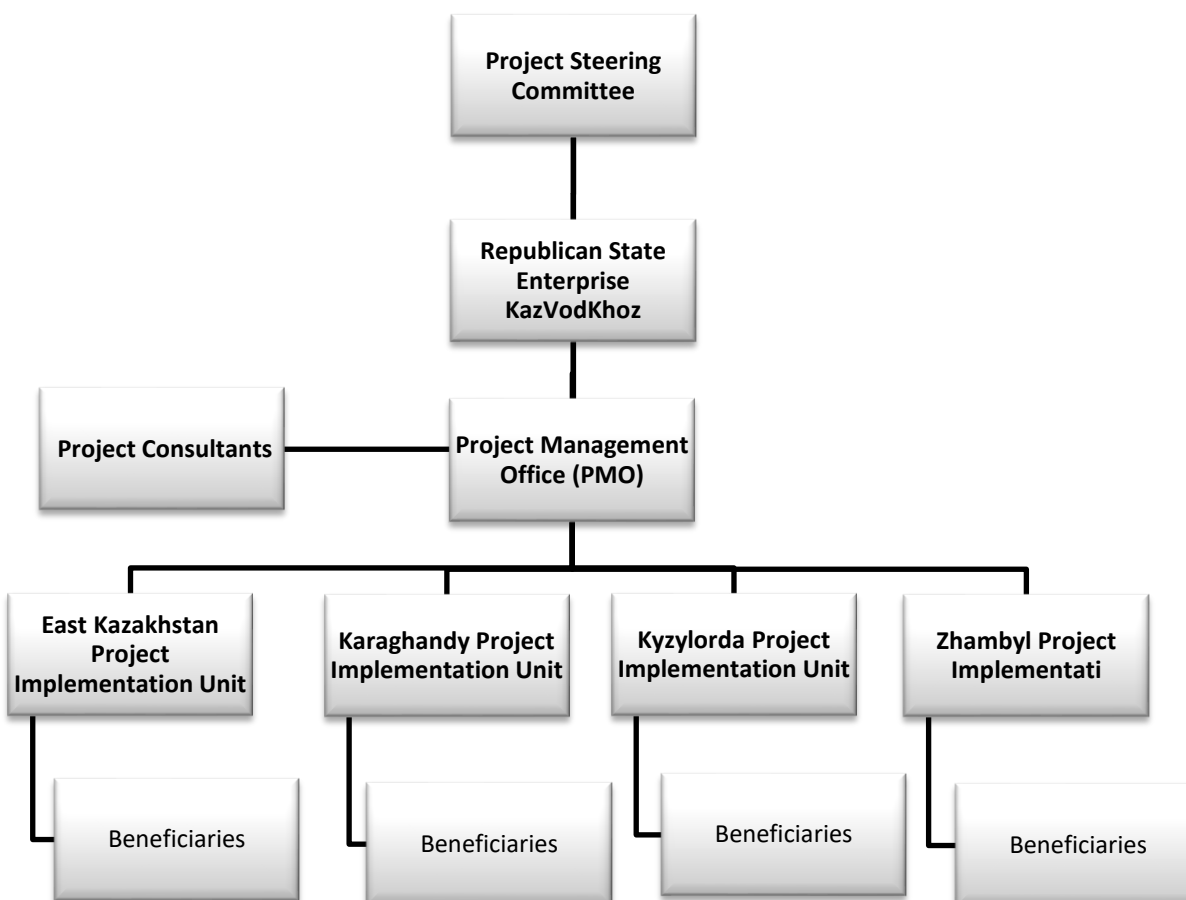 Project Steering
Committee
Republican State
Enterprise
KazVodKhoz
Project Consultants
Project Management
Office (PMO)
East Kazakhstan
Project
Implementation Unit
Karaghandy Project
Implementation Unit
Kyzylorda Project
Implementation Unit
Zhambyl Project
Implementati
Beneficiaries
Beneficiaries
Beneficiaries
Beneficiaries